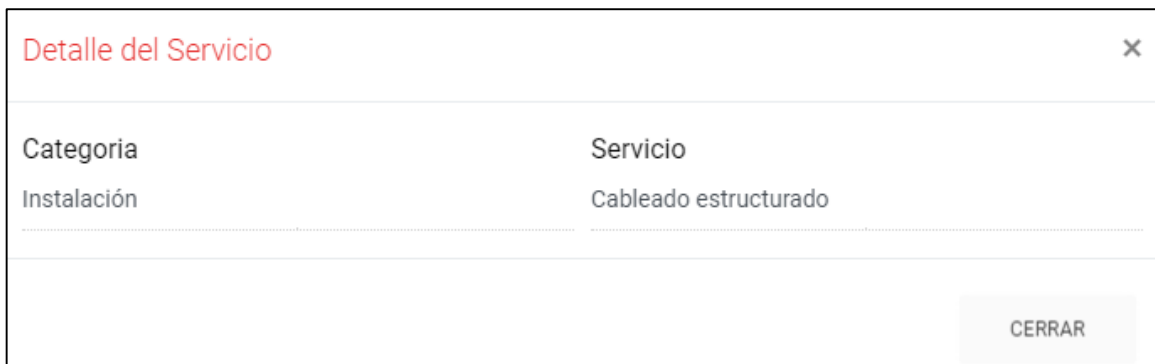 Detalle del Servicio ×
Categoria Servicio
Instalación Cableado estructurado
CERRAR